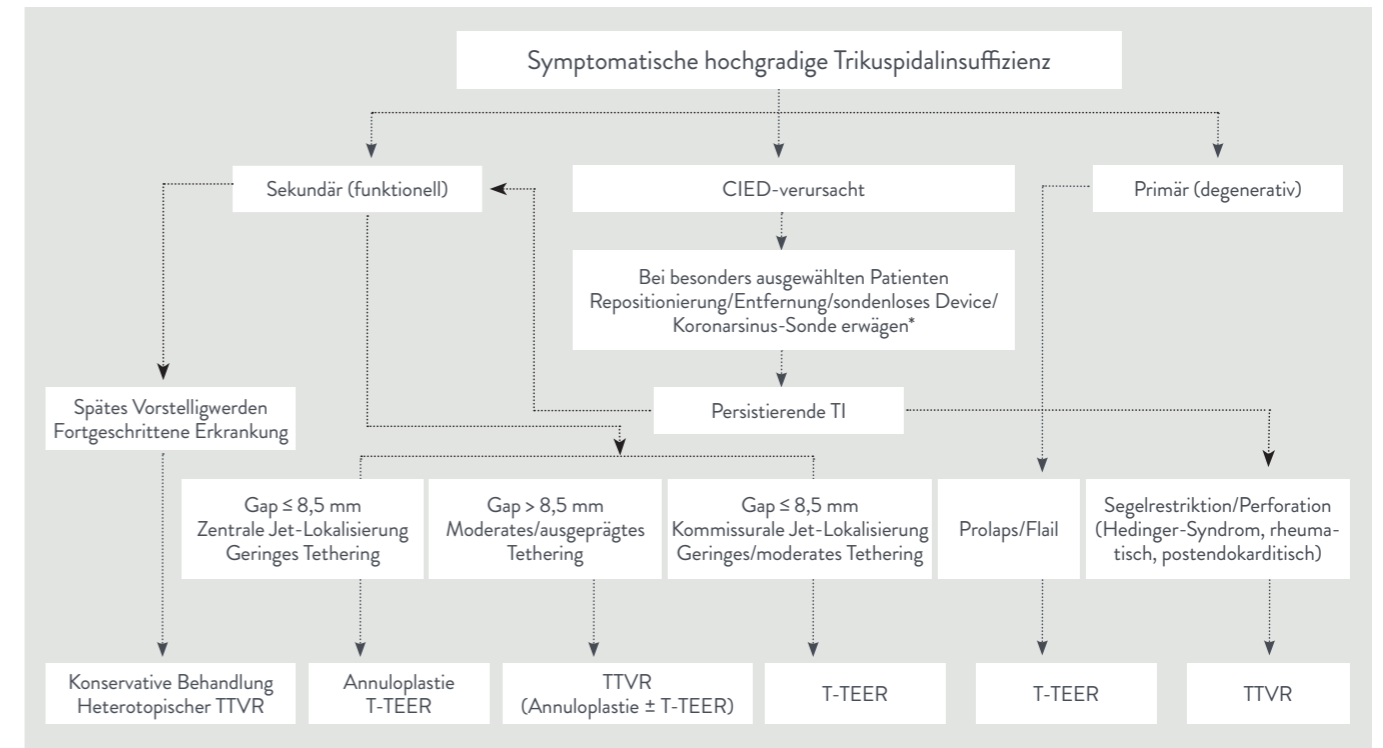 Symptomatische hochgradige Trikuspidalinsuffizienz
Sekundär (funktionell)
CIED-verursacht
Primär (degenerativ)
Bei besonders ausgewählten Patienten
Repositionierung/Entfernung/sondenloses Device/
Koronarsinus-Sonde erwägen*
Spätes Vorstelligwerden
Fortgeschrittene Erkrankung
Persistierende TI
Gap ≤ 8,5 mm
Zentrale Jet-Lokalisierung
Geringes Tethering
Gap > 8,5 mm
Moderates/ausgeprägtes
Tethering
Gap ≤ 8,5 mm
Kommissurale Jet-Lokalisierung
Geringes/moderates Tethering
Prolaps/Flail
Segelrestriktion/Perforation
(Hedinger-Syndrom, rheuma-
tisch, postendokarditisch)
Konservative Behandlung
Heterotopischer TTVR
Annuloplastie
T-TEER
TTVR
(Annuloplastie ± T-TEER)
T-TEER
T-TEER
TTVR